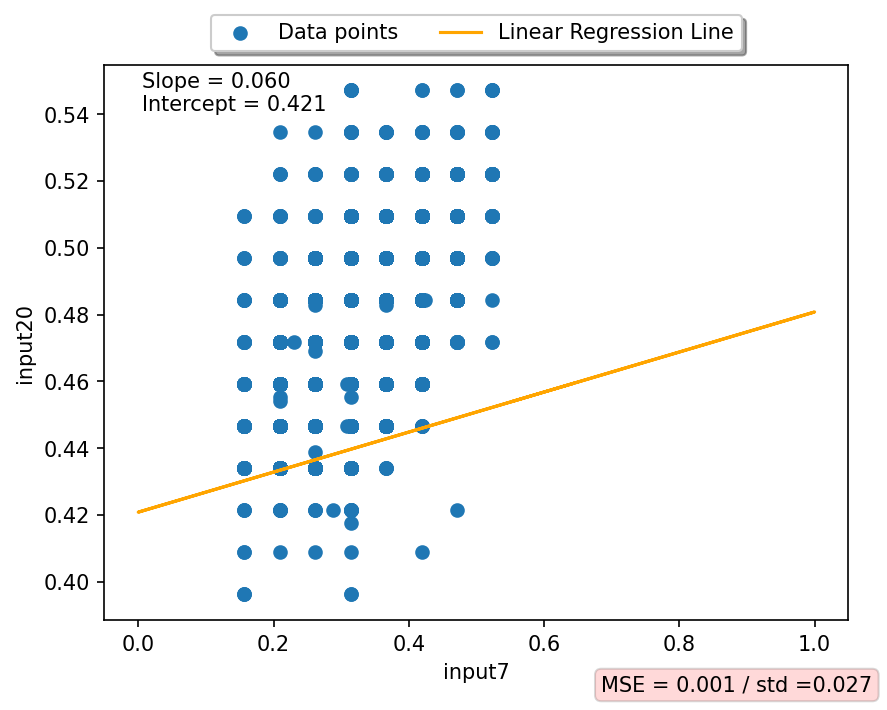 Data points
Linear Regression Line
Slope = 0.060
Intercept = 0.421
0.54
0.52
0.50
0.48
0.46
0.44
0.42
0.40
input20
0.0 0.2 0.4 0.6 0.8 1.0
input7
MSE = 0.001 / std =0.027